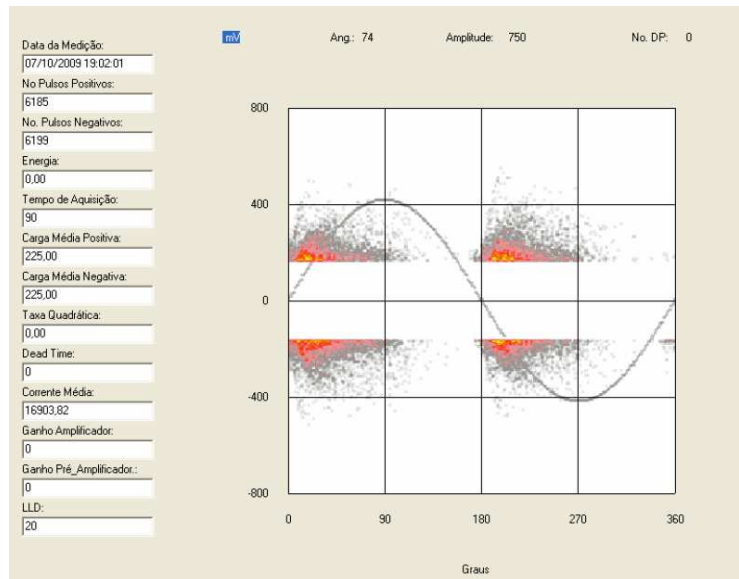 Data da Medição:
07/10/2009 19:02:01
No Pulsos Positivos:
6185
No. Pulsos Negativos:
6199
Energia:
0,00
Tempo de Aquisição:
90
Carga Média Positiva:
225,00
Carga Média Negativa:
225,00
Taxa Quadrática:
0,00
Dead Time:
0
Corrente Média:
16903,82
Ganho Amplificador:
0
Ganho Pré_Amplificador.:
0
LLD:
20
mV Ang.: 74 Amplitude: 750 No. DP: 0
800
400
0
-400
-800
0 90 180 270 360
Graus